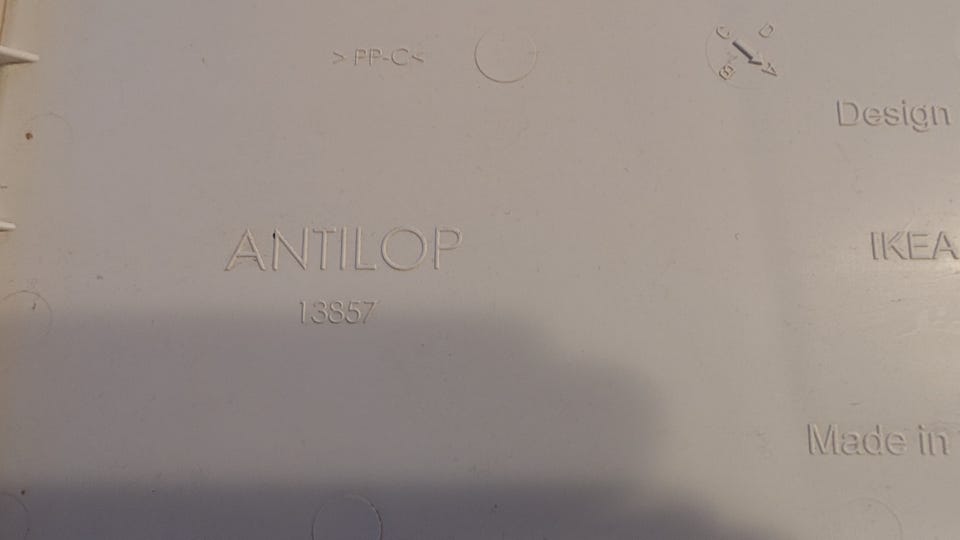 > PP-C<
C D
B A
Design
ANTILOP
IKEA
13857
Made in